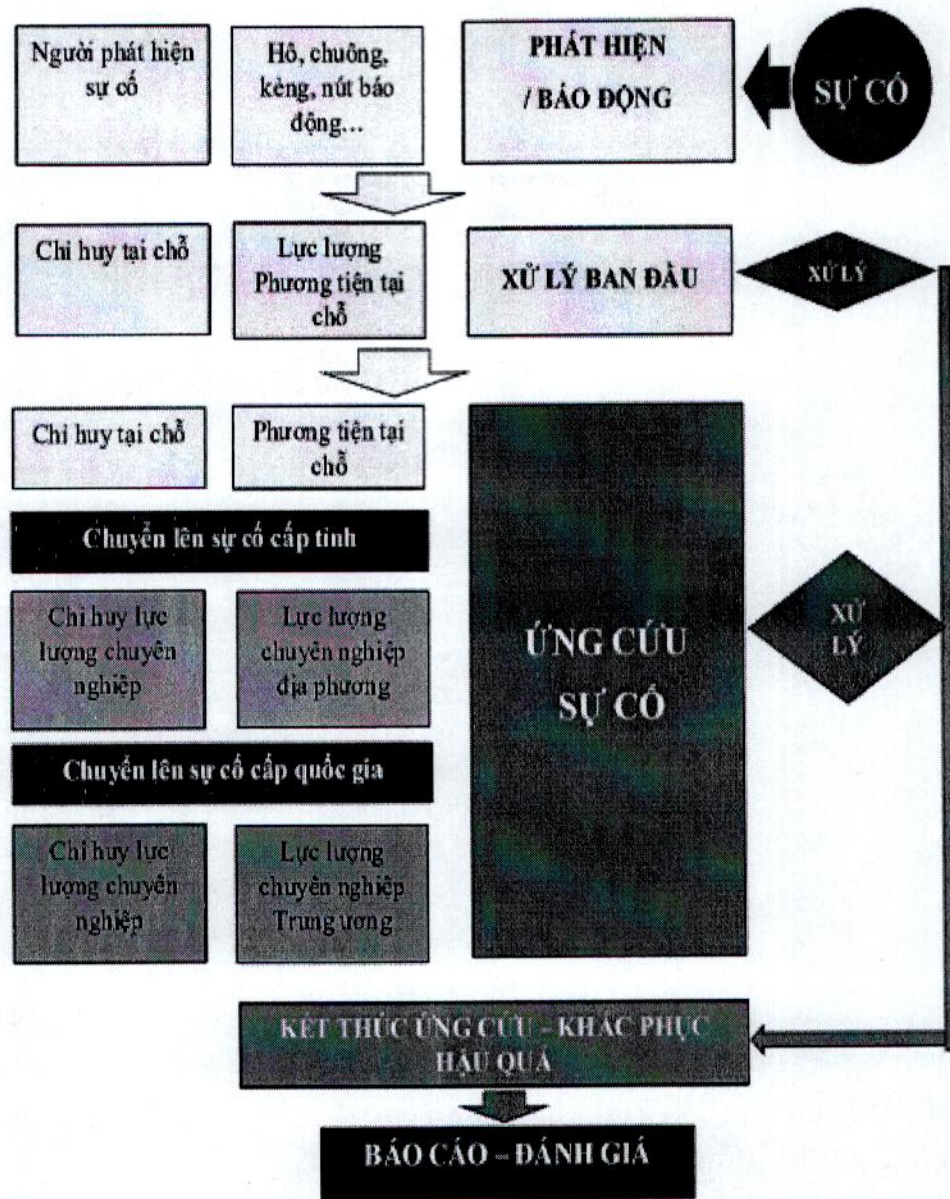 Người phát hiện
sự cố
Hô, chuông,
kẻng, nút báo
động...
PHÁT HIỆN
/ BÁO ĐỘNG
SỰ CỐ
Chỉ huy tại chỗ
Lực lượng
Phương tiện tại
chỗ
XỬ LÝ BAN ĐẦU
XỬ LÝ
Chỉ huy tại chỗ
Phương tiện tại
chỗ
Chuyển lên sự cố cấp tỉnh
Chỉ huy lực
lượng chuyên
nghiệp
Lực lượng
chuyên nghiệp
địa phương
ỨNG CỨU
SỰ CỐ
XỬ
LÝ
Chuyển lên sự cố cấp quốc gia
Chỉ huy lực
lượng chuyên
nghiệp
Lực lượng
chuyên nghiệp
Trung ương
KẾT THÚC ỨNG CỨU – KHẮC PHỤC
HẬU QUẢ
BÁO CÁO – ĐÁNH GIÁ